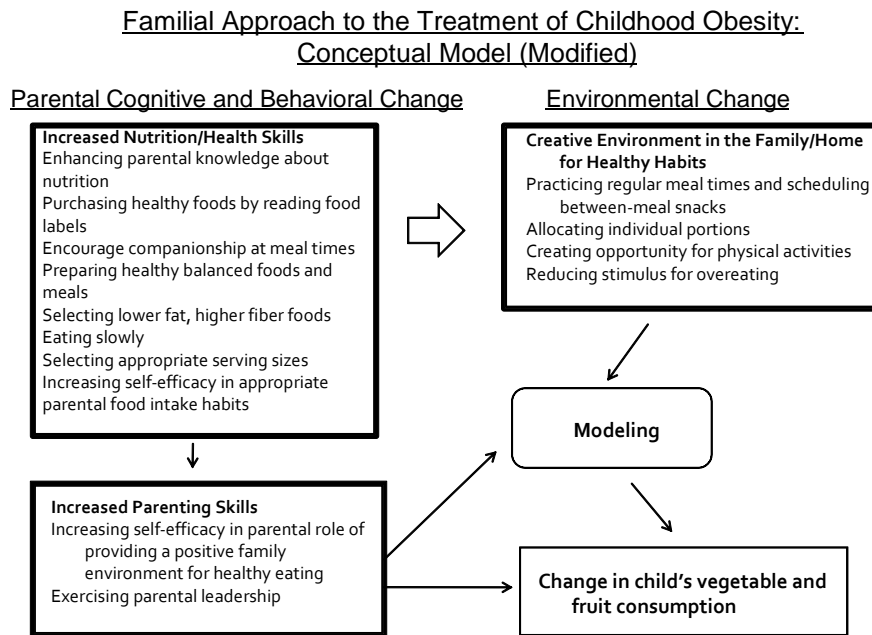 Familial Approach to the Treatment of Childhood Obesity:
Conceptual Model (Modified)
Parental Cognitive and Behavioral Change
Environmental Change
Increased Nutrition/Health Skills
Enhancing parental knowledge about
nutrition
Purchasing healthy foods by reading food
labels
Encourage companionship at meal times
Preparing healthy balanced foods and
meals
Selecting lower fat, higher fiber foods
Eating slowly
Selecting appropriate serving sizes
Increasing self-efficacy in appropriate
parental food intake habits
Creative Environment in the Family/Home
for Healthy Habits
Practicing regular meal times and scheduling
between-meal snacks
Allocating individual portions
Creating opportunity for physical activities
Reducing stimulus for overeating
Modeling
Increased Parenting Skills
Increasing self-efficacy in parental role of
providing a positive family
environment for healthy eating
Exercising parental leadership
Change in child's vegetable and
fruit consumption